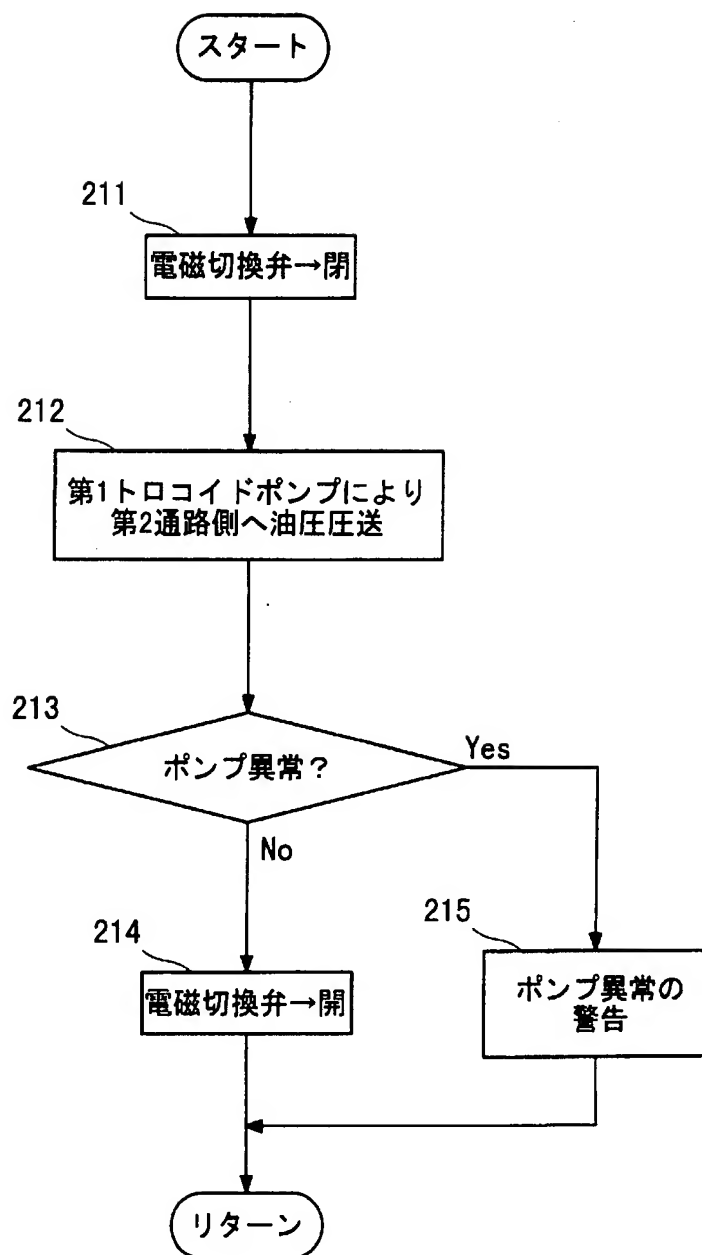 スタート
211
電磁切換弁→閉
212
第1トロコイドポンプにより
第2通路側へ油圧圧送
213
ポンプ異常？
Yes
No
214
電磁切換弁→開
215
ポンプ異常の
警告
リターン